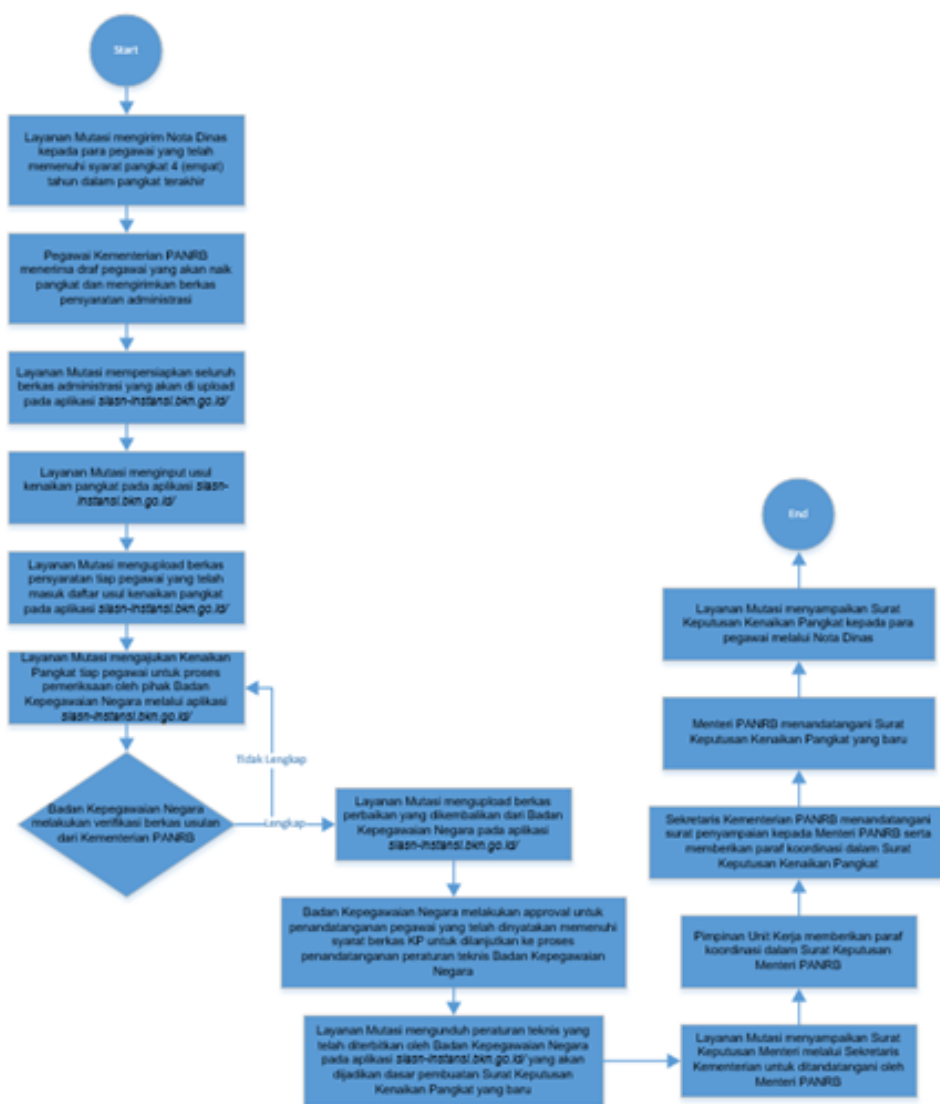 Start
Layanan Mutasi mengirim Nota Dinas
kepada para pegawai yang telah
memenuhi syarat pangkat 4 (empat)
tahun dalam pangkat terakhir
Pegawai Kementerian PANRB
menerima draf pegawai yang akan naik
pangkat dan mengirimkan berkas
persyaratan administrasi
Layanan Mutasi mempersiapkan seluruh
berkas administrasi yang akan di upload
pada aplikasi siasn-instansi.bkn.go.id/
Layanan Mutasi menginput usul
kenaikan pangkat pada aplikasi siasn-
instansi.bkn.go.id/
Layanan Mutasi mengupload berkas
persyaratan tiap pegawai yang telah
masuk daftar usul kenaikan pangkat
pada aplikasi siasn-instansi.bkn.go.id/
Layanan Mutasi mengajukan Kenaikan
Pangkat tiap pegawai untuk proses
pemeriksaan oleh pihak Badan
Kepegawaian Negara melalui aplikasi
siasn-instansi.bkn.go.id/
Badan Kepegawaian Negara
melakukan verifikasi berkas usulan
dari Kementerian PANRB
Tidak Lengkap
Lengkap
Layanan Mutasi mengupload berkas
perbaikan yang dikembalikan dari Badan
Kepegawaian Negara pada aplikasi
siasn-instansi.bkn.go.id/
Badan Kepegawaian Negara melakukan approval untuk
penandatanganan pegawai yang telah dinyatakan memenuhi
syarat berkas KP untuk dilanjutkan ke proses
penandatanganan peraturan teknis Badan Kepegawaian
Negara
Layanan Mutasi mengunduh peraturan teknis yang
telah diterbitkan oleh Badan Kepegawaian Negara
pada aplikasi siasn-instansi.bkn.go.id/ yang akan
dijadikan dasar pembuatan Surat Keputusan
Kenaikan Pangkat yang baru
Layanan Mutasi menyampaikan Surat
Keputusan Menteri melalui Sekretaris
Kementerian untuk ditandatangani oleh
Menteri PANRB
Pimpinan Unit Kerja memberikan paraf
koordinasi dalam Surat Keputusan
Menteri PANRB
Sekretaris Kementerian PANRB menandatangani
surat penyampaian kepada Menteri PANRB serta
memberikan paraf koordinasi dalam Surat
Keputusan Kenaikan Pangkat
Menteri PANRB menandatangani Surat
Keputusan Kenaikan Pangkat yang baru
Layanan Mutasi menyampaikan Surat
Keputusan Kenaikan Pangkat kepada para
pegawai melalui Nota Dinas
End